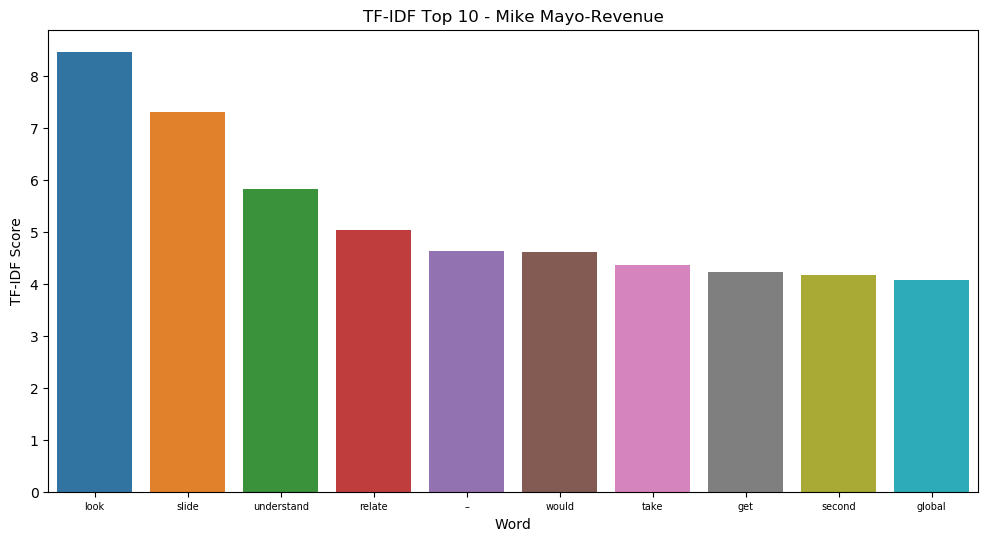 TF-IDF Top 10 - Mike Mayo-Revenue
TF-IDF Score
8
7
6
5
4
3
2
1
0
look slide understand relate – would take get second global
Word